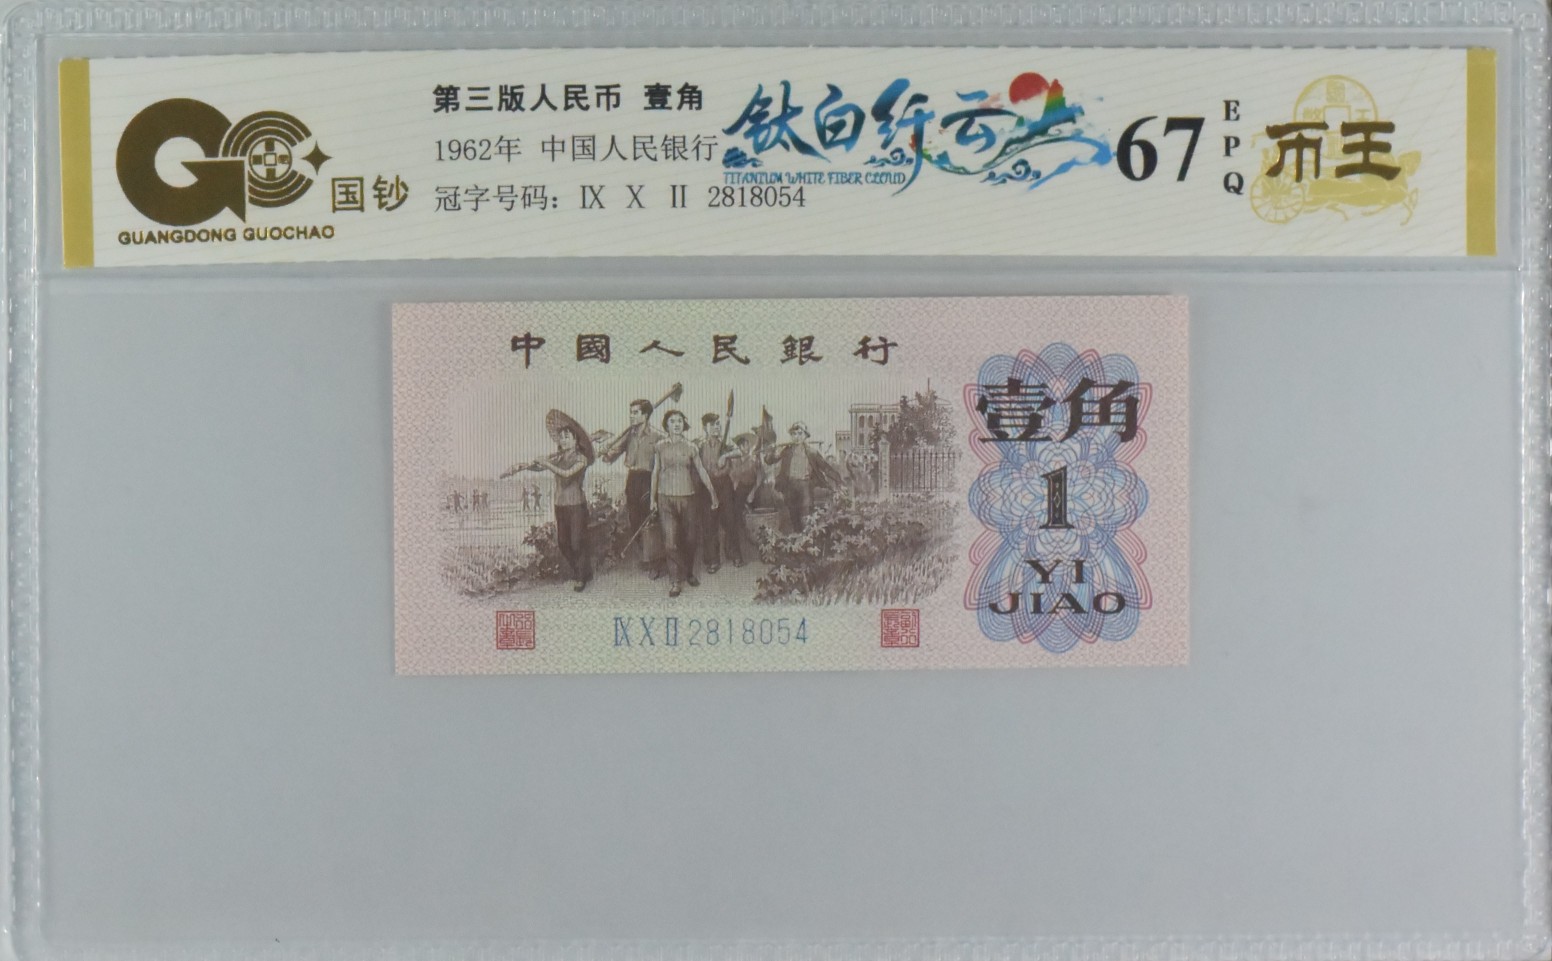 GC
国钞
GUANGDONG GUOCHAO
第三版人民币 壹角
1962年 中国人民银行
冠字号码：Ⅸ Ⅹ Ⅱ 2818054
钛白纤云
TITANIUM WHITE FIBER CLOUD
67
EPQ
币王
中國人民銀行
壹角
1
YI
JIAO
ⅨⅩⅡ2818054